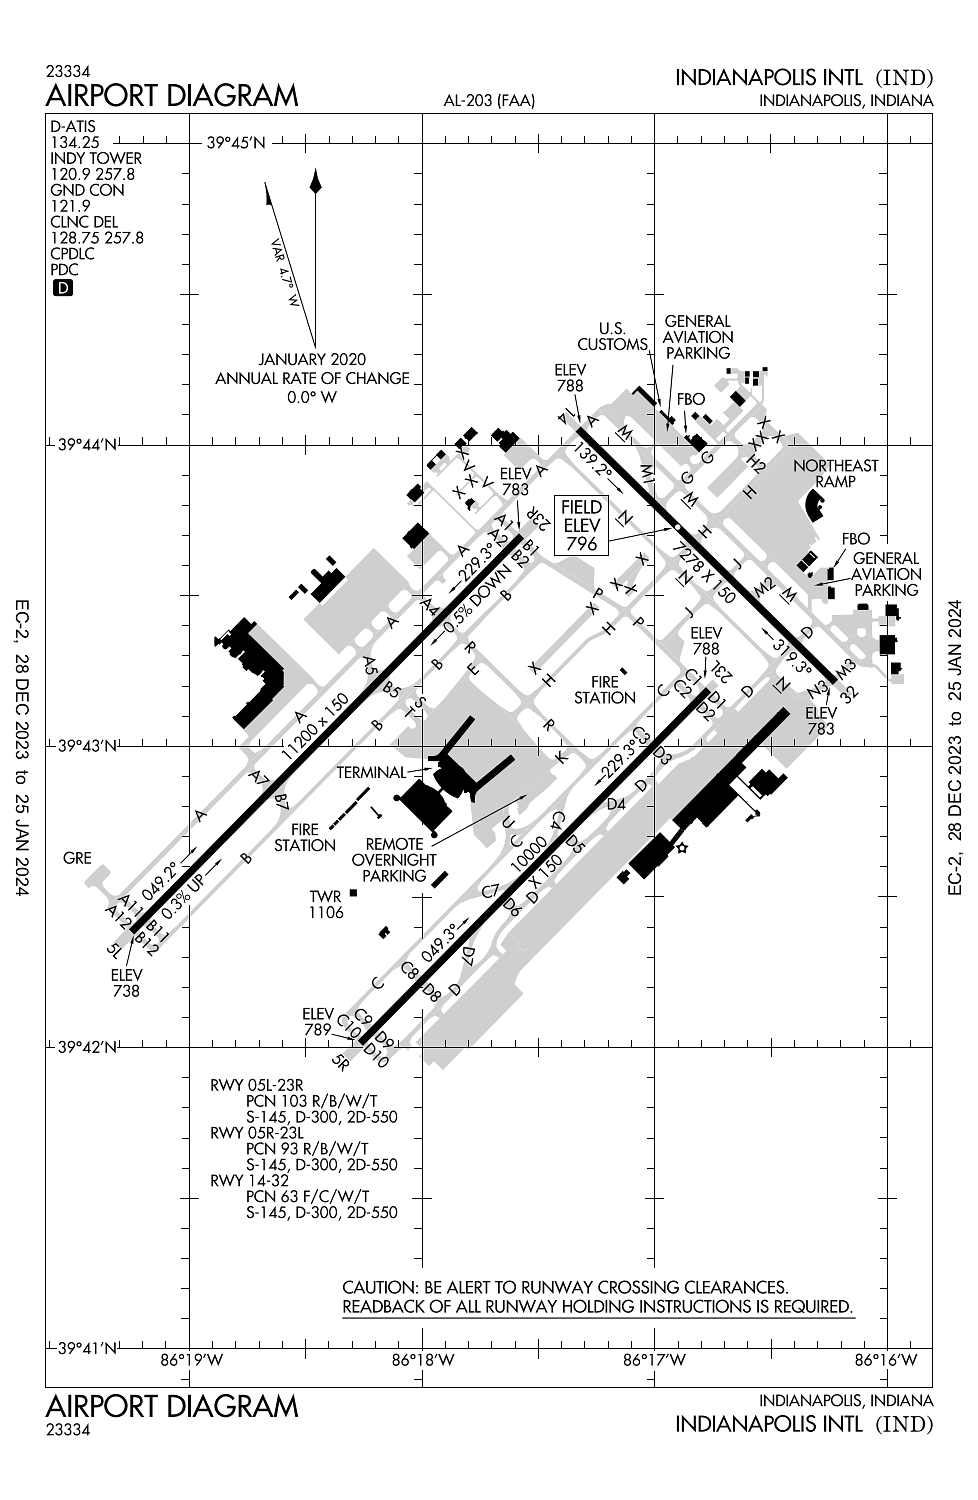 23334
AIRPORT DIAGRAM
AL-203 (FAA)
INDIANAPOLIS INTL (IND)
INDIANAPOLIS, INDIANA
D-ATIS
134.25
INDY TOWER
120.9 257.8
GND CON
121.9
CLNC DEL
128.75 257.8
CPDLC
PDC
D
39°45'N
VAR 4.7° W
JANUARY 2020
ANNUAL RATE OF CHANGE
0.0° W
U.S.
CUSTOMS
GENERAL
AVIATION
PARKING
ELEV
788
FBO
14
A
M
G
X
X
X X
X
H2
39°44'N
139.2°
M7
G
M
H
NORTHEAST
RAMP
X
V
X
X
V
ELEV
783
A
FIELD
ELEV
796
23R
A1
A2
B1
B2
N
H
7278 X 150
J
M2
M
FBO
GENERAL
AVIATION
PARKING
A
229.3°
0.5% DOWN
B
A4
A
X
X
X
P
X
H
P
N
J
ELEV
788
D
319.3°
R
E
B
A5
B5
S
T
B
X
H
FIRE
STATION
C
C1
C2
23L
D1
D2
D
N
N3
M3
32
ELEV
783
A
11200 x 150
39°43'N
R
K
229.3°
C3
D3
TERMINAL
A7
B7
A
B
FIRE
STATION
REMOTE
OVERNIGHT
PARKING
U
C
C4
D4
D
D5
10000
X 150
GRE
049.2°
0.3% UP
A11
A12
B11
B12
5L
ELEV
738
TWR
1106
C7
D6
D
049.3°
D7
C
C8
D8
D
ELEV
789
C9
C10
D9
D10
5R
39°42'N
RWY 05L-23R
PCN 103 R/B/W/T
S-145, D-300, 2D-550
RWY 05R-23L
PCN 93 R/B/W/T
S-145, D-300, 2D-550
RWY 14-32
PCN 63 F/C/W/T
S-145, D-300, 2D-550
CAUTION: BE ALERT TO RUNWAY CROSSING CLEARANCES.
READBACK OF ALL RUNWAY HOLDING INSTRUCTIONS IS REQUIRED.
39°41'N
86°19'W
86°18'W
86°17'W
86°16'W
EC-2, 28 DEC 2023 to 25 JAN 2024
EC-2, 28 DEC 2023 to 25 JAN 2024
AIRPORT DIAGRAM
23334
INDIANAPOLIS, INDIANA
INDIANAPOLIS INTL (IND)